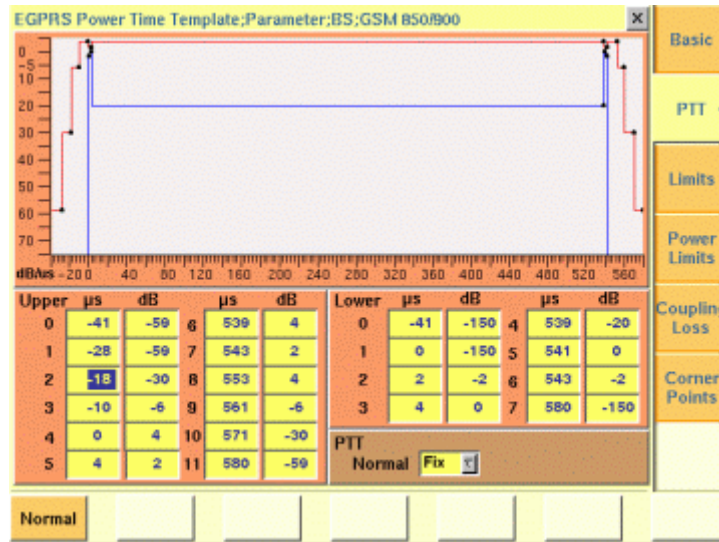 EGPRS Power Time Template;Parameter;BS;GSM 850/900
Basic
PTT
Limits
Power
Limits
Coupling
Loss
Corner
Points
0
-5
10
20
30
40
50
60
70
dB/us -20 0 40 80 120 160 200 240 280 320 360 400 440 480 520 560
Upper µs dB µs dB
0 -41 -59 6 539 4
1 -28 -59 7 543 2
2 -18 -30 8 553 4
3 -10 -6 9 561 -6
4 0 4 10 571 -30
5 4 2 11 580 -59
Lower µs dB µs dB
0 -41 -150 4 539 -20
1 0 -150 5 541 0
2 2 -2 6 543 -2
3 4 0 7 580 -150
PTT
Normal Fix
Normal